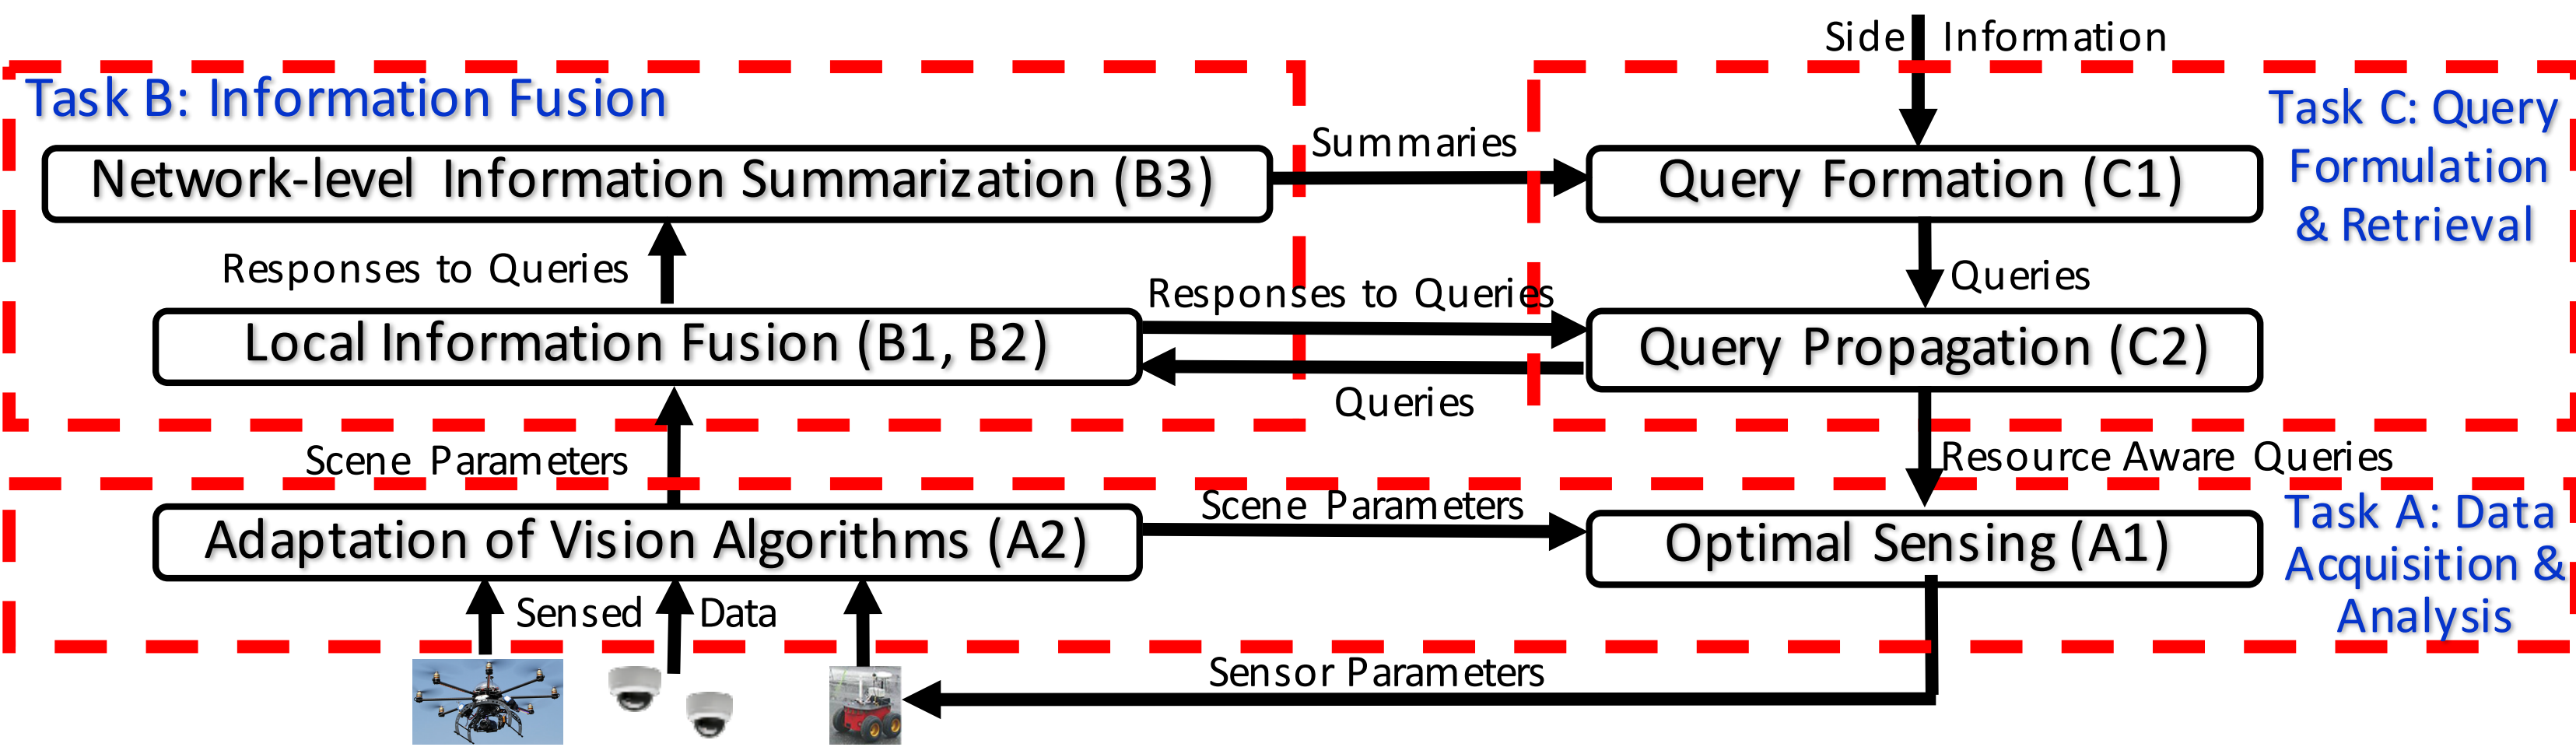 Side Information
Task B: Information Fusion
Task C: Query
Formulation
& Retrieval
Summaries
Network-level Information Summarization (B3)
Query Formation (C1)
Responses to Queries
Queries
Responses to Queries
Local Information Fusion (B1, B2)
Query Propagation (C2)
Queries
Scene Parameters
Resource Aware Queries
Scene Parameters
Task A: Data
Acquisition &
Analysis
Adaptation of Vision Algorithms (A2)
Optimal Sensing (A1)
Sensed Data
Sensor Parameters